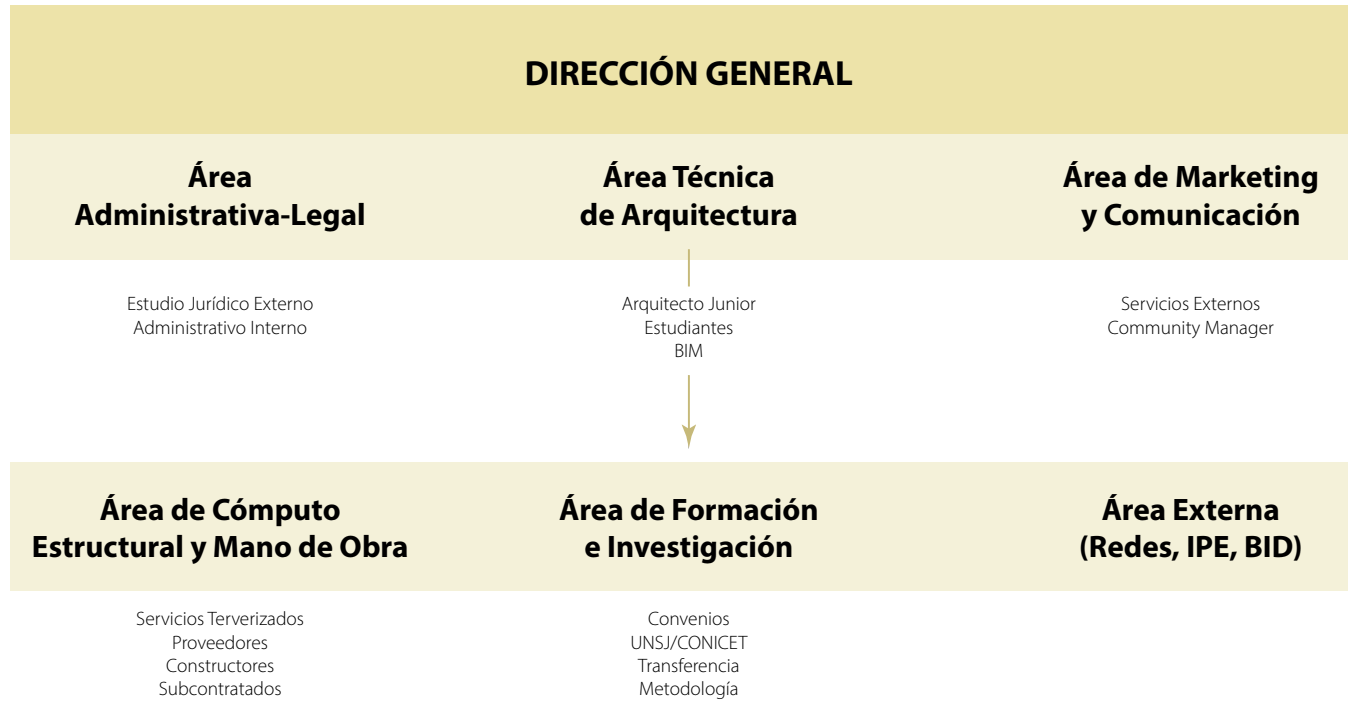 DIRECCIÓN GENERAL
Área
Administrativa-Legal
Área Técnica
de Arquitectura
Área de Marketing
y Comunicación
Estudio Jurídico Externo
Administrativo Interno
Arquitecto Junior
Estudiantes
BIM
Servicios Externos
Community Manager
Área de Cómputo
Estructural y Mano de Obra
Área de Formación
e Investigación
Área Externa
(Redes, IPE, BID)
Servicios Terverizados
Proveedores
Constructores
Subcontratados
Convenios
UNSJ/CONICET
Transferencia
Metodología